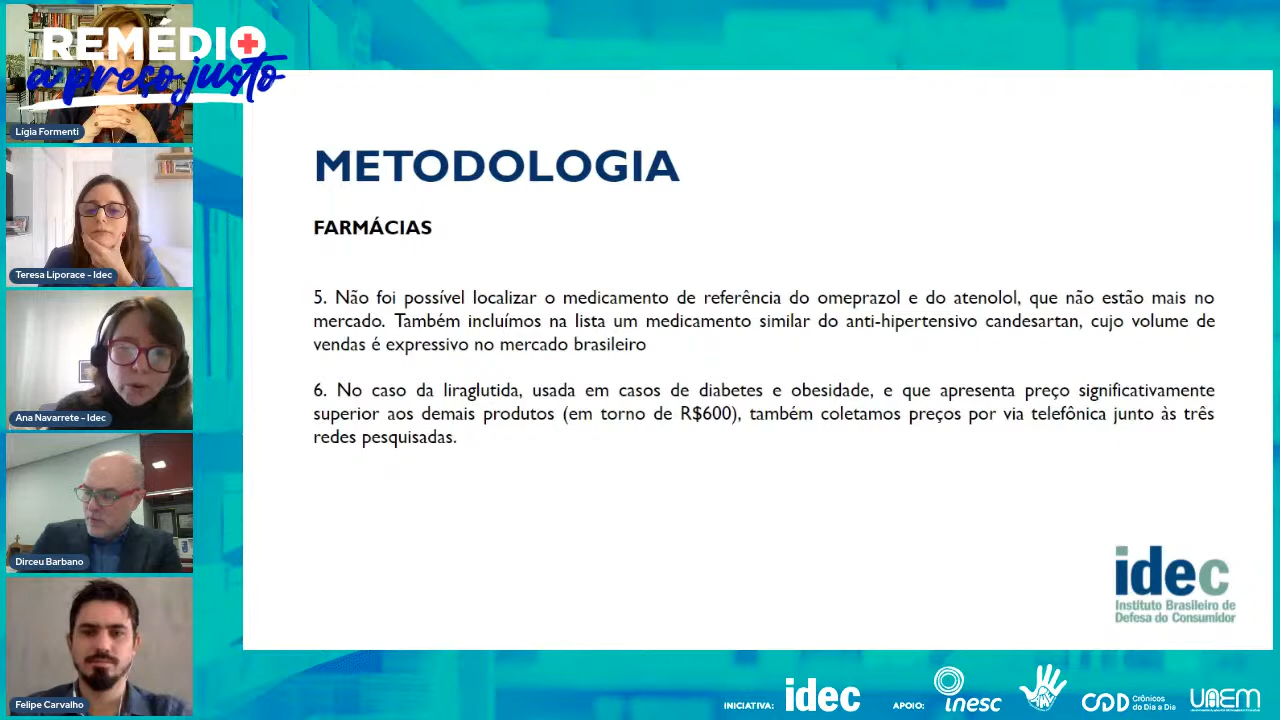 REMÉDIO
a preço justo
Lígia Formenti
Teresa Liporace - Idec
Ana Navarrete - Idec
Dirceu Barbano
Felipe Carvalho
METODOLOGIA
FARMÁCIAS
5. Não foi possível localizar o medicamento de referência do omeprazol e do atenolol, que não estão mais no
mercado. Também incluímos na lista um medicamento similar do anti-hipertensivo candesartan, cujo volume de
vendas é expressivo no mercado brasileiro
6. No caso da liraglutida, usada em casos de diabetes e obesidade, e que apresenta preço significativamente
superior aos demais produtos (em torno de R$600), também coletamos preços por via telefônica junto às três
redes pesquisadas.
idec
Instituto Brasileiro de
Defesa do Consumidor
INICIATIVA: idec APOIO: inesc
CDD Crônicos
do Dia a Dia
UAEM